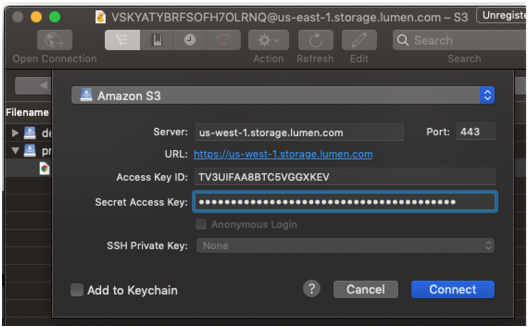 VSKYATYBRFSOFH7OLRNQ@us-east-1.storage.lumen.com – S3
Unregiste
Open Connection
Action
Refresh
Edit
Search
Search
Filename
Amazon S3
de
pr
Server:
us-west-1.storage.lumen.com
Port:
443
URL:
https://us-west-1.storage.lumen.com
Access Key ID:
TV3UIFAA8BTC5VGGXKEV
Secret Access Key:
Anonymous Login
SSH Private Key:
None
Add to Keychain
?
Cancel
Connect